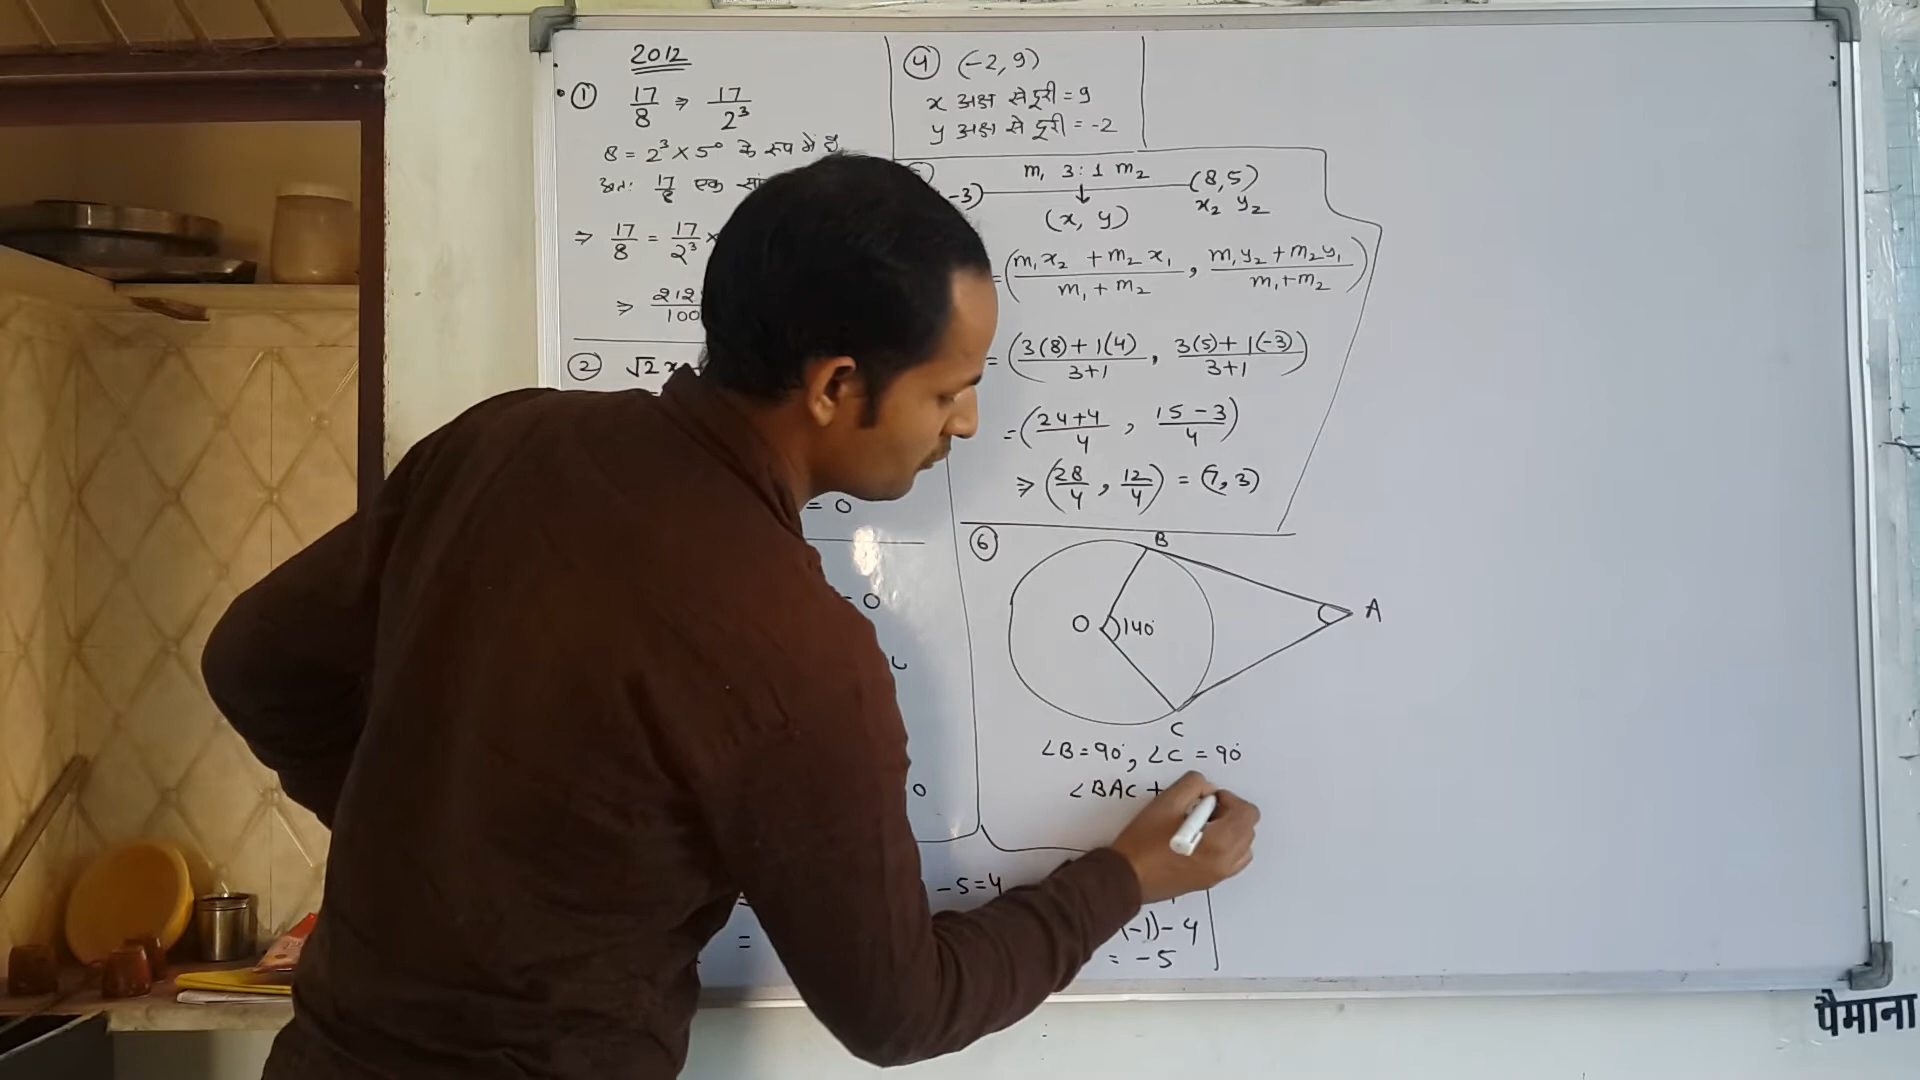 2012
① 17/8 ⇒ 17/2³
8 = 2³ × 5⁰ के रूप में है
अतः 17/8 एक
⇒ 17/8 = 17/2³ ×
⇒ 212
100
② √2 x
= 0
= 0
0
④ (-2, 9)
x अक्ष से दूरी = 9
y अक्ष से दूरी = -2
m₁ 3 : 1 m₂
-3) (8,5)
x₂ y₂
(x, y)
= ((m₁x₂ + m₂x₁)/(m₁ + m₂), (m₁y₂ + m₂y₁)/(m₁+m₂))
= ((3(8) + 1(4))/(3+1), (3(5) + 1(-3))/(3+1))
= ((24+4)/4, (15-3)/4)
⇒ (28/4, 12/4) = (7, 3)
⑥
B
A
O 140°
C
∠B = 90°, ∠C = 90°
∠BAC +
-5=4
(-1)) - 4
=
= -5
पैमाना